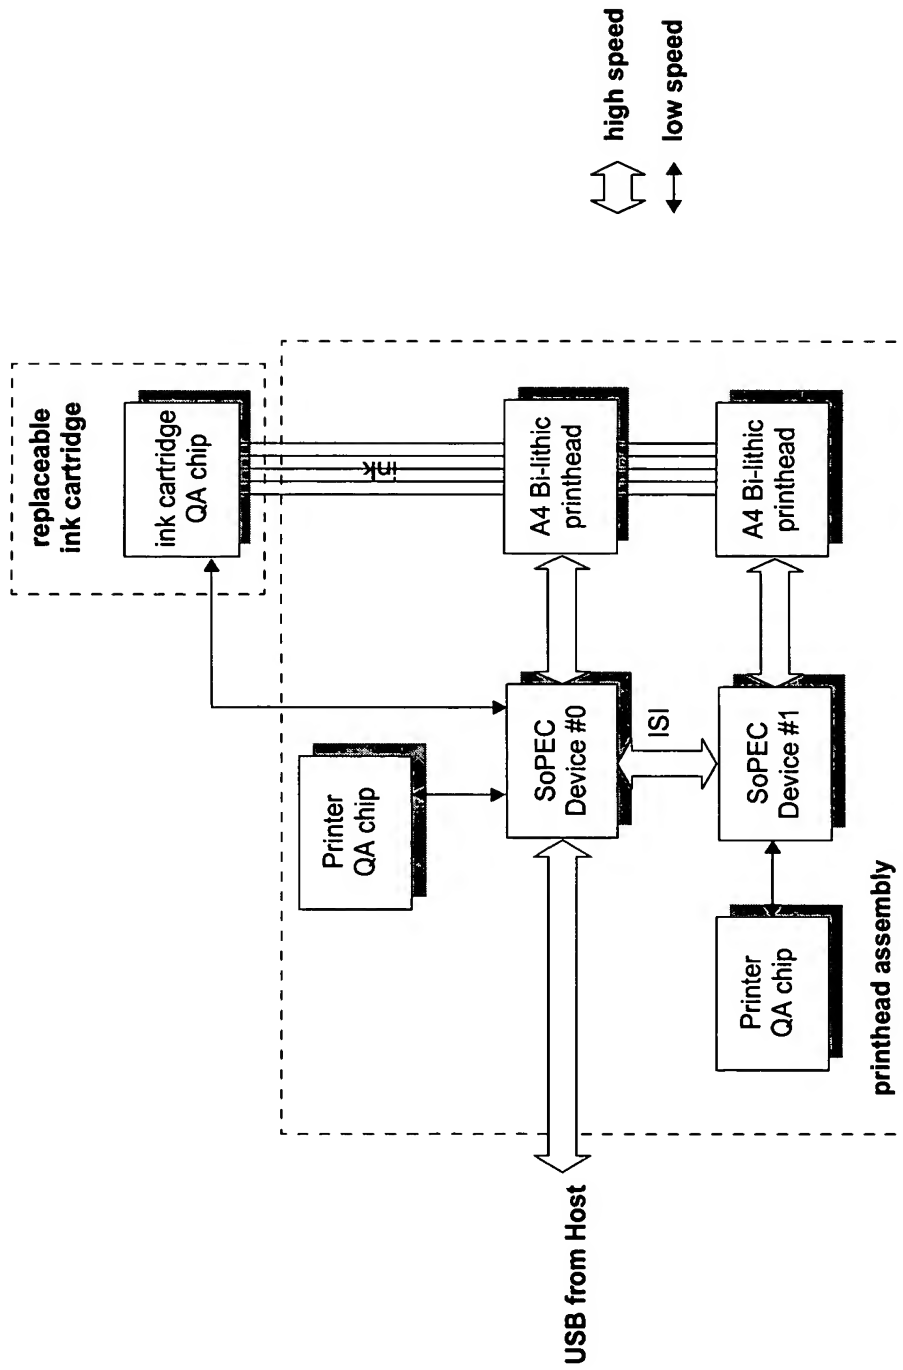 replaceable
ink cartridge
ink cartridge
QA chip
ink
Printer
QA chip
A4 Bi-lithic
printhead
SoPEC
Device #0
USB from Host
ISI
A4 Bi-lithic
printhead
SoPEC
Device #1
Printer
QA chip
printhead assembly
high speed
low speed